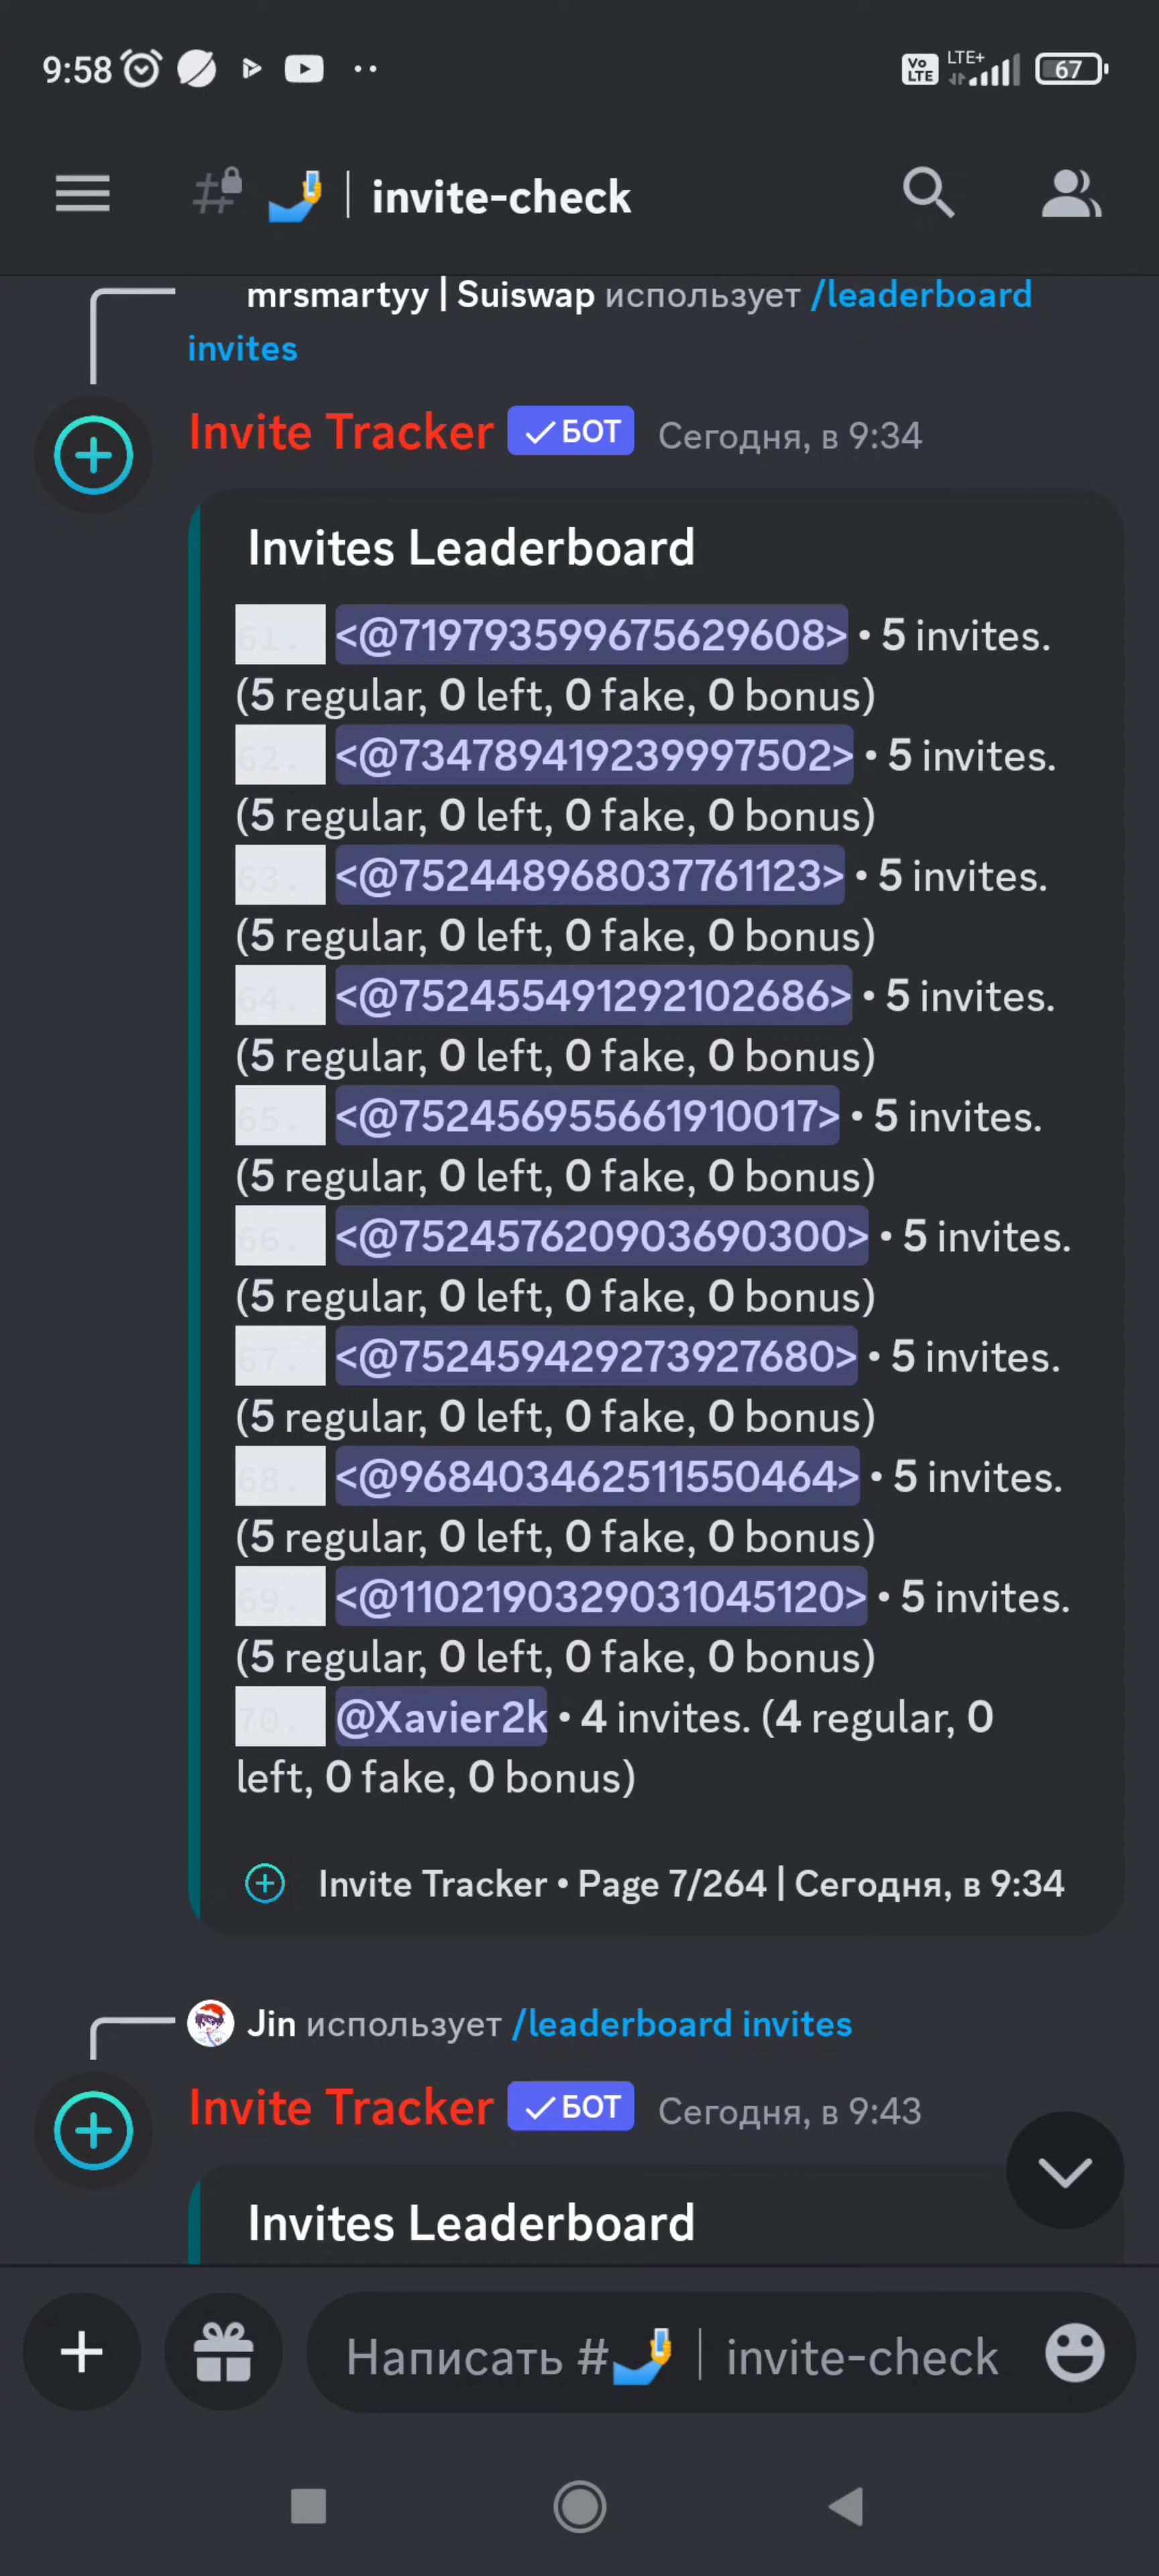 9:58 Vo LTE LTE+ 67
# | invite-check
mrsmartyy | Suiswap использует /leaderboard
invites
Invite Tracker БОТ Сегодня, в 9:34
Invites Leaderboard
61. <@719793599675629608> • 5 invites.
(5 regular, 0 left, 0 fake, 0 bonus)
62. <@734789419239997502> • 5 invites.
(5 regular, 0 left, 0 fake, 0 bonus)
63. <@752448968037761123> • 5 invites.
(5 regular, 0 left, 0 fake, 0 bonus)
64. <@752455491292102686> • 5 invites.
(5 regular, 0 left, 0 fake, 0 bonus)
65. <@752456955661910017> • 5 invites.
(5 regular, 0 left, 0 fake, 0 bonus)
66. <@752457620903690300> • 5 invites.
(5 regular, 0 left, 0 fake, 0 bonus)
67. <@752459429273927680> • 5 invites.
(5 regular, 0 left, 0 fake, 0 bonus)
68. <@968403462511550464> • 5 invites.
(5 regular, 0 left, 0 fake, 0 bonus)
69. <@1102190329031045120> • 5 invites.
(5 regular, 0 left, 0 fake, 0 bonus)
70. @Xavier2k • 4 invites. (4 regular, 0
left, 0 fake, 0 bonus)
Invite Tracker • Page 7/264 | Сегодня, в 9:34
Jin использует /leaderboard invites
Invite Tracker БОТ Сегодня, в 9:43
Invites Leaderboard
Написать # | invite-check